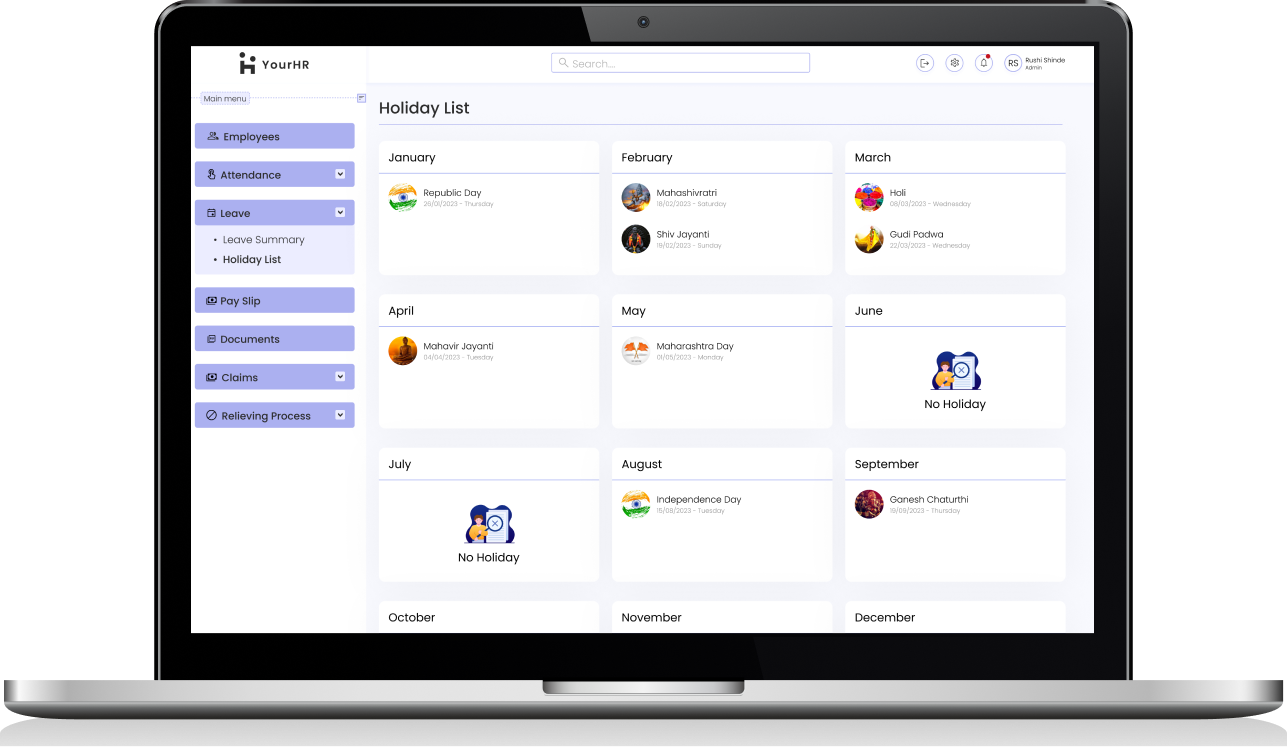 YourHR
Search...
RS
Rushi Shinde
Admin
Main menu
Employees
Attendance
Leave
• Leave Summary
• Holiday List
Pay Slip
Documents
Claims
Relieving Process
Holiday List
January
Republic Day
26/01/2023 - Thursday
February
Mahashivratri
18/02/2023 - Saturday
Shiv Jayanti
19/02/2023 - Sunday
March
Holi
08/03/2023 - Wednesday
Gudi Padwa
22/03/2023 - Wednesday
April
Mahavir Jayanti
04/04/2023 - Tuesday
May
Maharashtra Day
01/05/2023 - Monday
June
No Holiday
July
No Holiday
August
Independence Day
15/08/2023 - Tuesday
September
Ganesh Chaturthi
19/09/2023 - Thursday
October
November
December